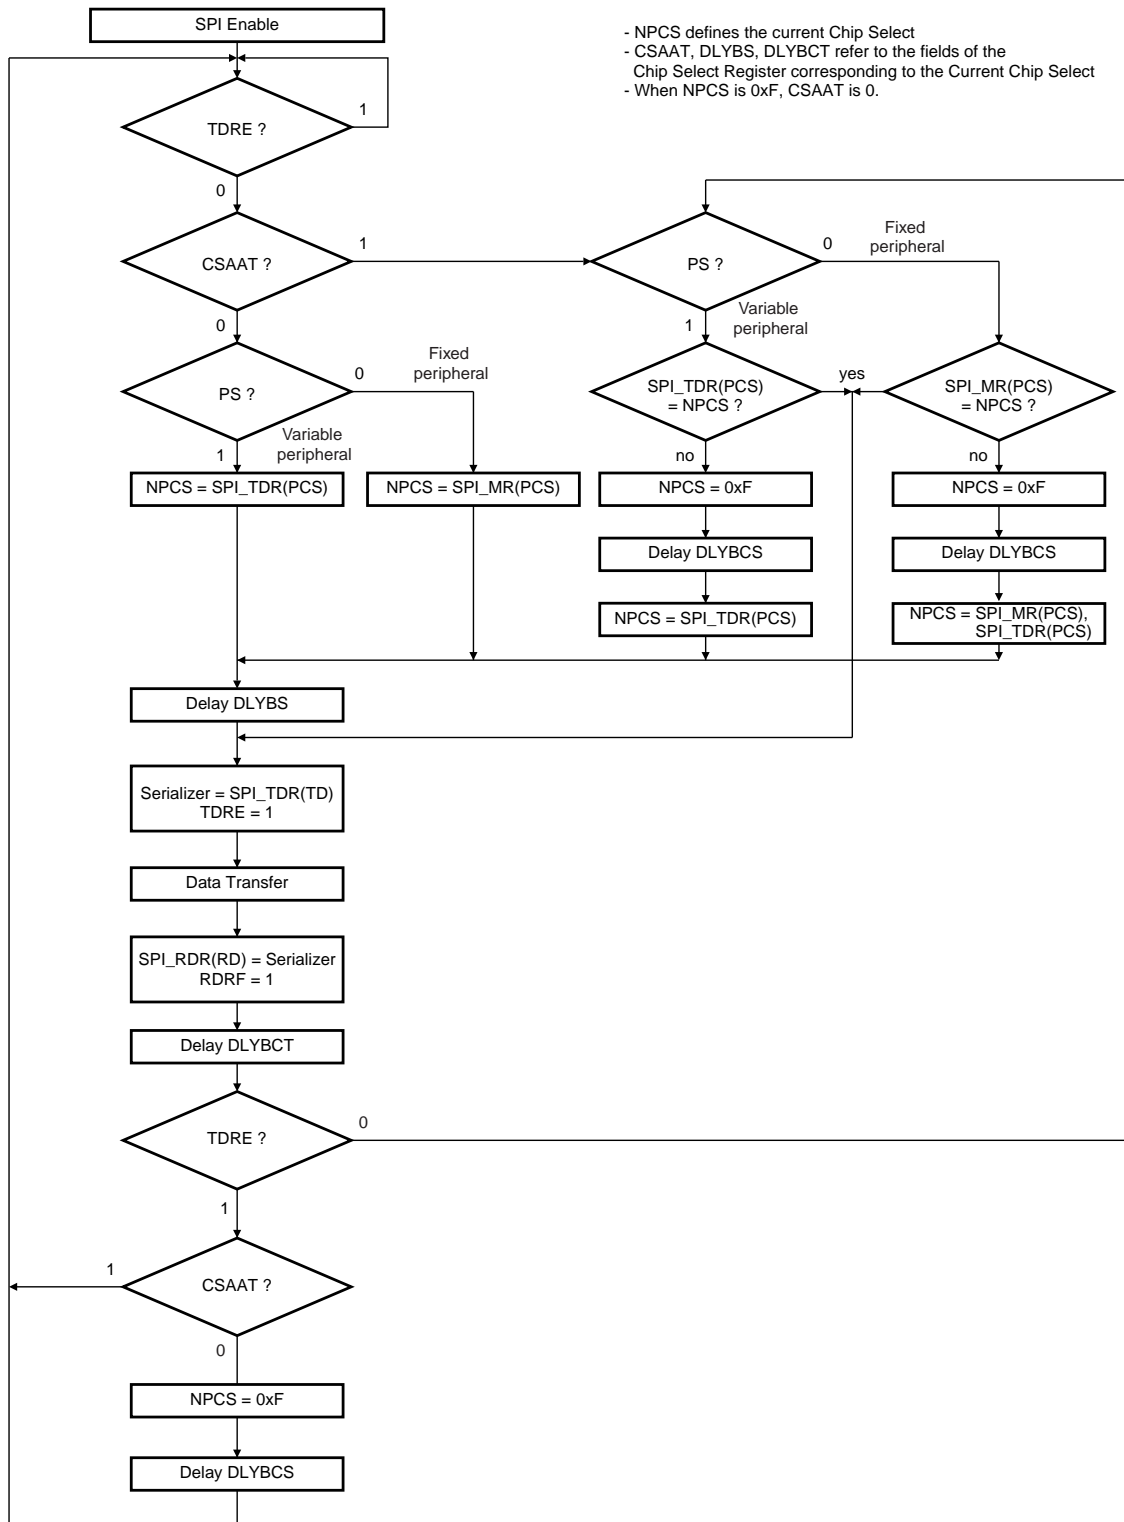 SPI Enable
- NPCS defines the current Chip Select
- CSAAT, DLYBS, DLYBCT refer to the fields of the
Chip Select Register corresponding to the Current Chip Select
- When NPCS is 0xF, CSAAT is 0.
TDRE ?
1
0
CSAAT ?
1
0
PS ?
0
Fixed
peripheral
1
Variable
peripheral
PS ?
0
Fixed
peripheral
1
Variable
peripheral
SPI_TDR(PCS)
= NPCS ?
yes
SPI_MR(PCS)
= NPCS ?
no
no
NPCS = SPI_TDR(PCS)
NPCS = SPI_MR(PCS)
NPCS = 0xF
NPCS = 0xF
Delay DLYBCS
Delay DLYBCS
NPCS = SPI_TDR(PCS)
NPCS = SPI_MR(PCS),
SPI_TDR(PCS)
Delay DLYBS
Serializer = SPI_TDR(TD)
TDRE = 1
Data Transfer
SPI_RDR(RD) = Serializer
RDRF = 1
Delay DLYBCT
TDRE ?
0
1
CSAAT ?
1
0
NPCS = 0xF
Delay DLYBCS